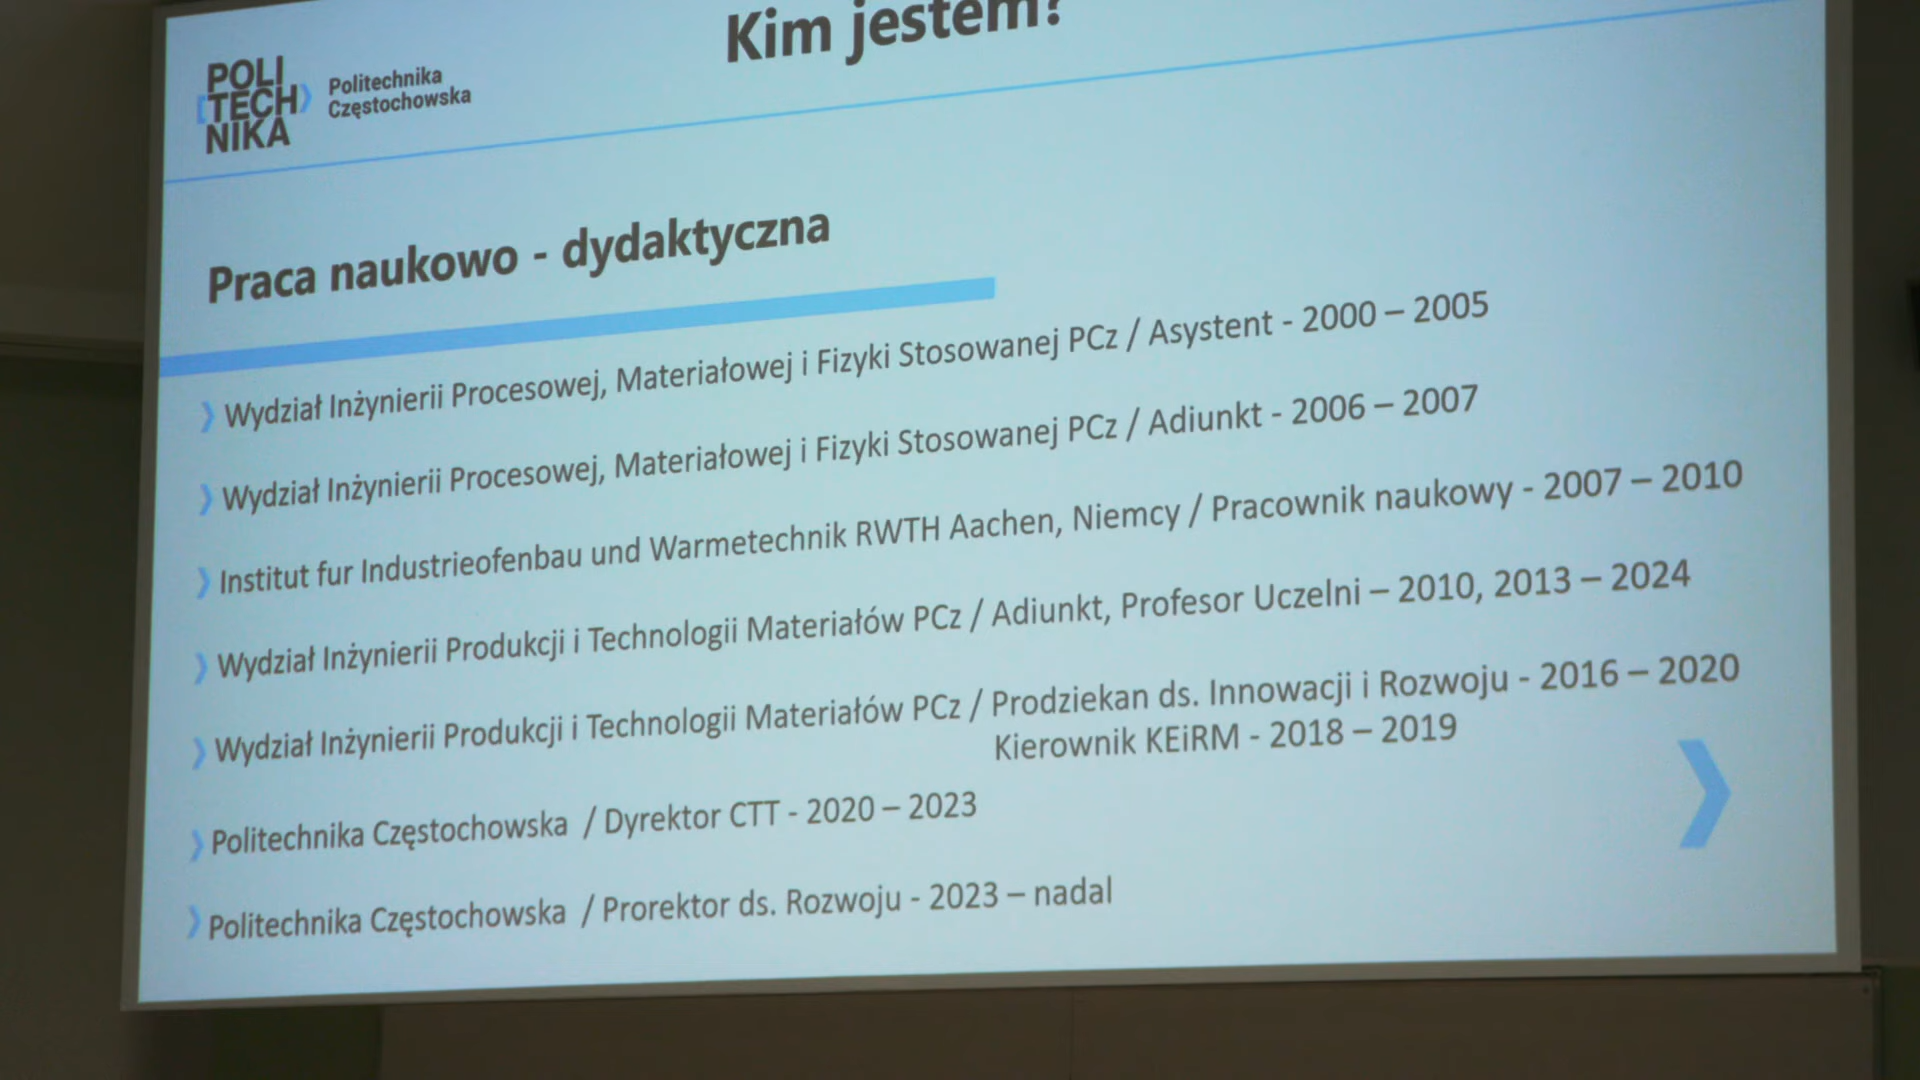 Kim jestem?
POLI
TECH
NIKA
Politechnika
Częstochowska
Praca naukowo - dydaktyczna
Wydział Inżynierii Procesowej, Materiałowej i Fizyki Stosowanej PCz / Asystent - 2000 – 2005
Wydział Inżynierii Procesowej, Materiałowej i Fizyki Stosowanej PCz / Adiunkt - 2006 – 2007
Institut fur Industrieofenbau und Warmetechnik RWTH Aachen, Niemcy / Pracownik naukowy - 2007 – 2010
Wydział Inżynierii Produkcji i Technologii Materiałów PCz / Adiunkt, Profesor Uczelni – 2010, 2013 – 2024
Wydział Inżynierii Produkcji i Technologii Materiałów PCz / Prodziekan ds. Innowacji i Rozwoju - 2016 – 2020
Kierownik KEiRM - 2018 – 2019
Politechnika Częstochowska / Dyrektor CTT - 2020 – 2023
Politechnika Częstochowska / Prorektor ds. Rozwoju - 2023 – nadal